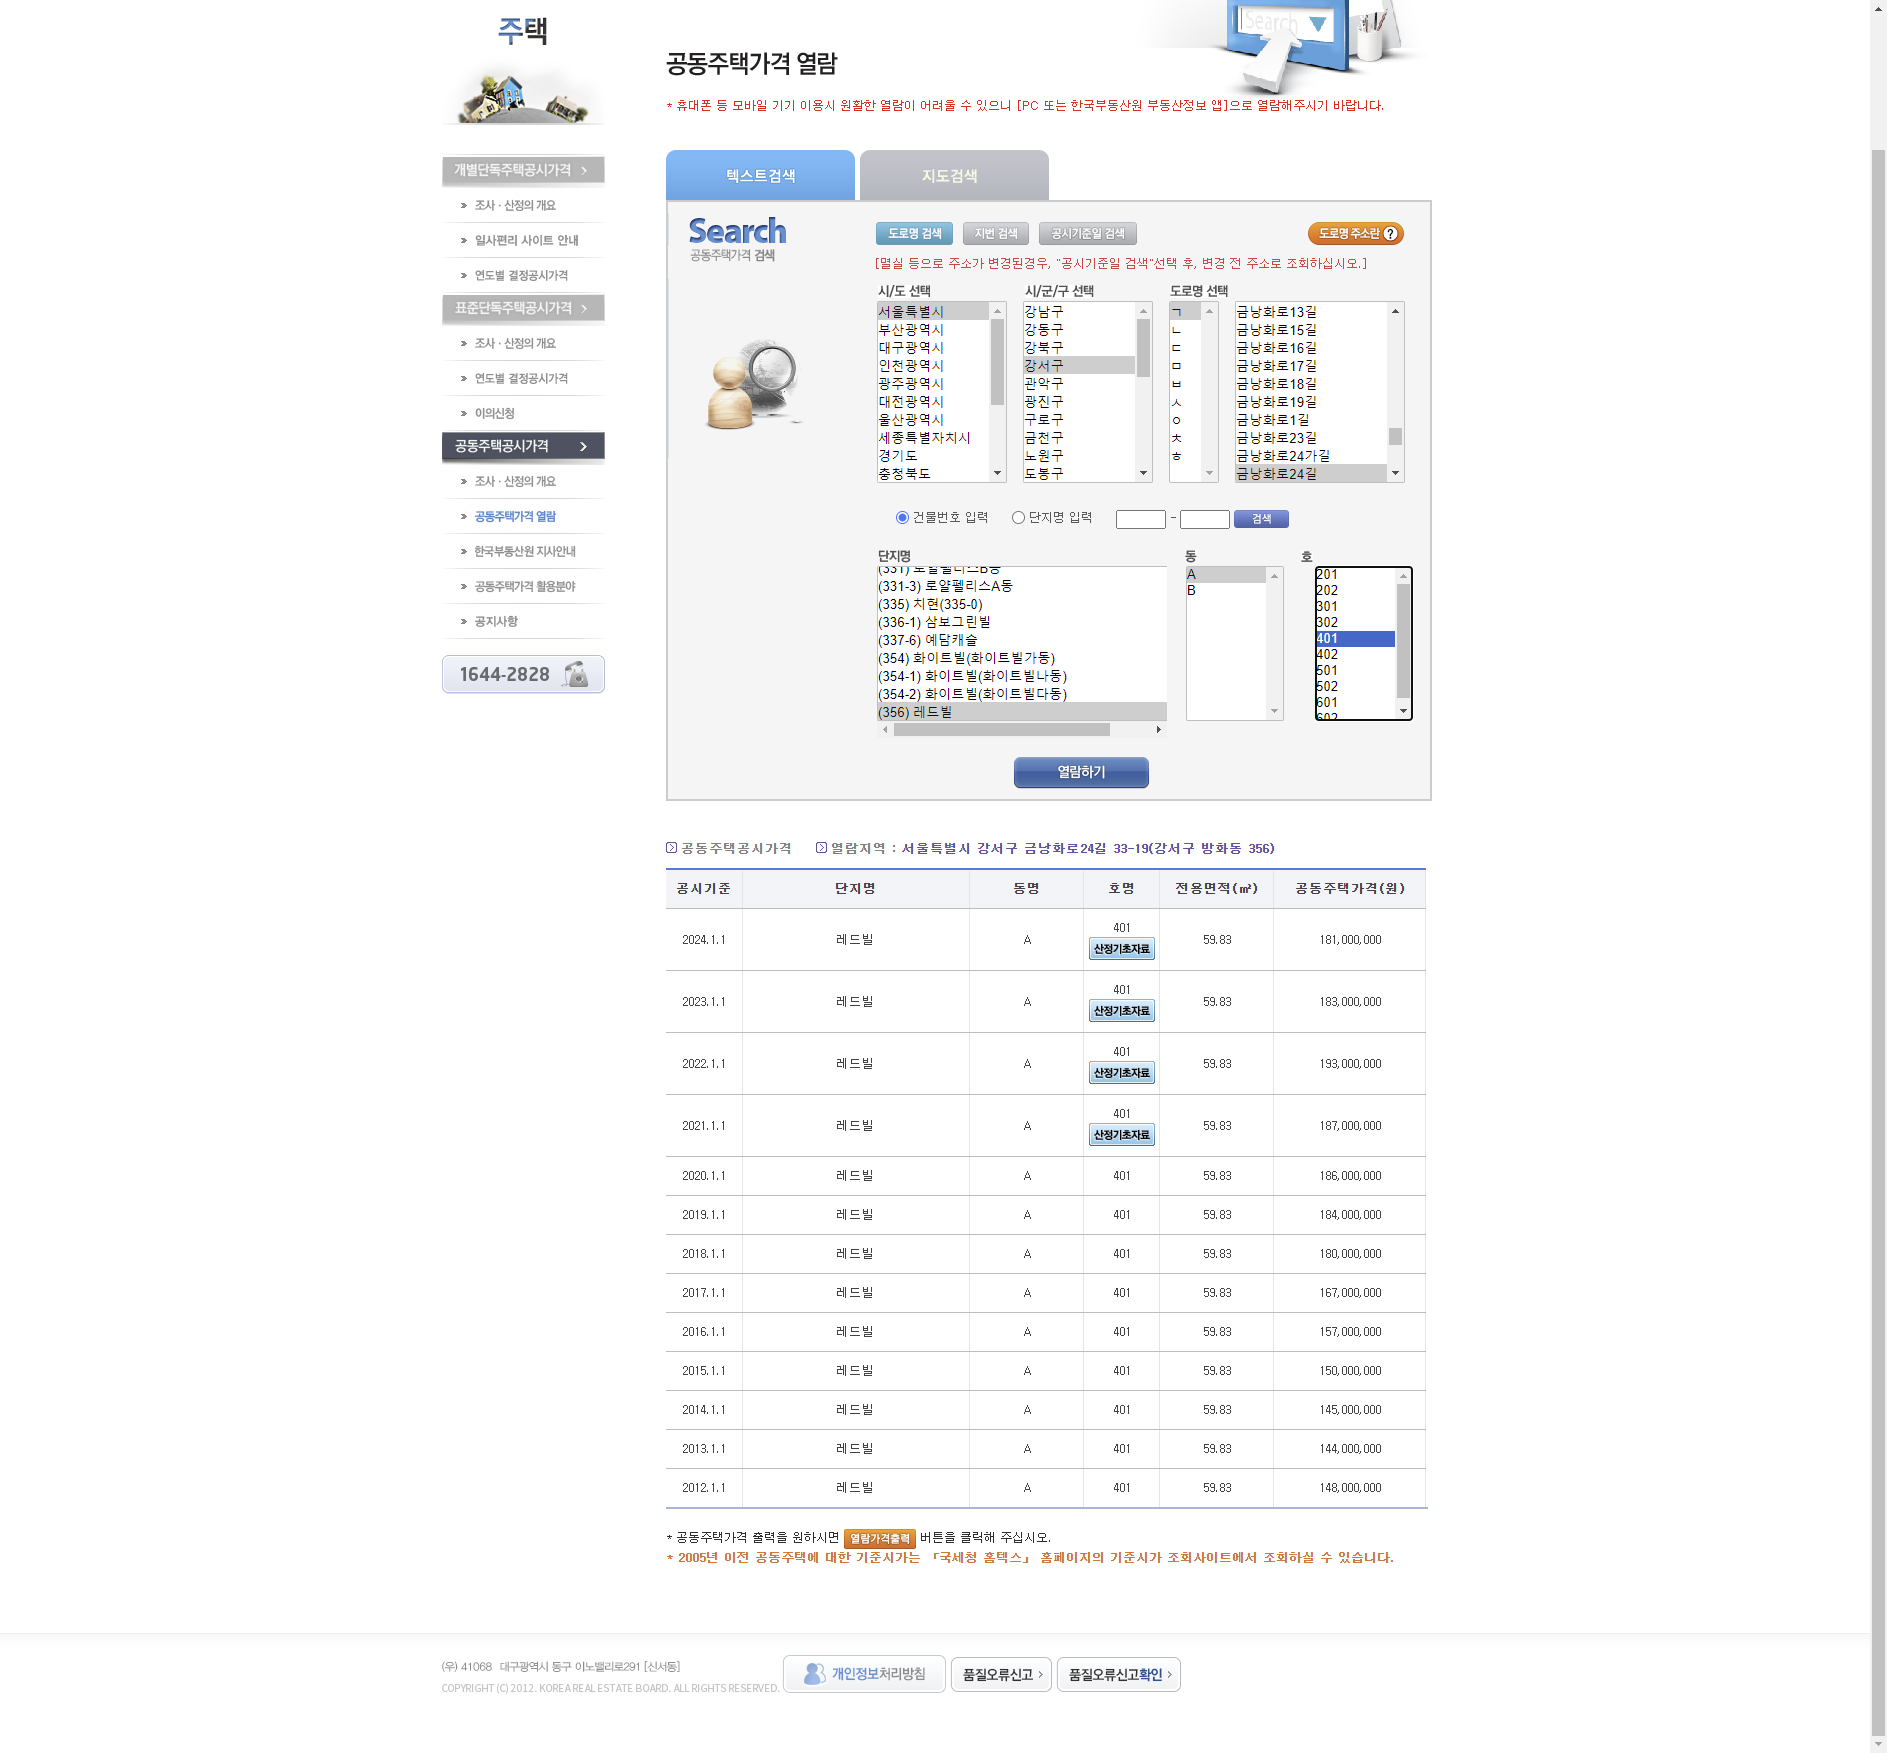 주택
Search
공동주택가격 열람
* 휴대폰 등 모바일 기기 이용시 원활한 열람이 어려울 수 있으니 [PC 또는 한국부동산원 부동산정보 앱]으로 열람해주시기 바랍니다.
개별단독주택공시가격
조사 · 산정의 개요
일사편리 사이트 안내
연도별 결정공시가격
표준단독주택공시가격
조사 · 산정의 개요
연도별 결정공시가격
이의신청
공동주택공시가격
조사 · 산정의 개요
공동주택가격 열람
한국부동산원 지사안내
공동주택가격 활용분야
공지사항
1644-2828
텍스트검색 지도검색
Search
공동주택가격 검색
도로명 검색 지번 검색 공시기준일 검색 도로명 주소란 ?
[멸실 등으로 주소가 변경된경우, "공시기준일 검색"선택 후, 변경 전 주소로 조회하십시오.]
시/도 선택 시/군/구 선택 도로명 선택
서울특별시 강남구 ㄱ 금낭화로13길
부산광역시 강동구 ㄴ 금낭화로15길
대구광역시 강북구 ㄷ 금낭화로16길
인천광역시 강서구 ㅁ 금낭화로17길
광주광역시 관악구 ㅂ 금낭화로18길
대전광역시 광진구 ㅅ 금낭화로19길
울산광역시 구로구 ㅇ 금낭화로1길
세종특별자치시 금천구 ㅊ 금낭화로23길
경기도 노원구 ㅎ 금낭화로24가길
충청북도 도봉구 금낭화로24길
건물번호 입력 단지명 입력 - 검색
단지명 동 호
(331) 로얄펠리스B동 A 201
(331-3) 로얄펠리스A동 B 202
(335) 치현(335-0) 301
(336-1) 삼보그린빌 302
(337-6) 예담캐슬 401
(354) 화이트빌(화이트빌가동) 402
(354-1) 화이트빌(화이트빌나동) 501
(354-2) 화이트빌(화이트빌다동) 502
(356) 레드빌 601
602
열람하기
공동주택공시가격 열람지역 : 서울특별시 강서구 금낭화로24길 33-19(강서구 방화동 356)
공시기준 단지명 동명 호명 전용면적(㎡) 공동주택가격(원)
2024.1.1 레드빌 A 401 산정기초자료 59.83 181,000,000
2023.1.1 레드빌 A 401 산정기초자료 59.83 183,000,000
2022.1.1 레드빌 A 401 산정기초자료 59.83 193,000,000
2021.1.1 레드빌 A 401 산정기초자료 59.83 187,000,000
2020.1.1 레드빌 A 401 59.83 186,000,000
2019.1.1 레드빌 A 401 59.83 184,000,000
2018.1.1 레드빌 A 401 59.83 180,000,000
2017.1.1 레드빌 A 401 59.83 167,000,000
2016.1.1 레드빌 A 401 59.83 157,000,000
2015.1.1 레드빌 A 401 59.83 150,000,000
2014.1.1 레드빌 A 401 59.83 145,000,000
2013.1.1 레드빌 A 401 59.83 144,000,000
2012.1.1 레드빌 A 401 59.83 148,000,000
* 공동주택가격 출력을 원하시면 열람가격출력 버튼을 클릭해 주십시오.
* 2005년 이전 공동주택에 대한 기준시가는 「국세청 홈텍스」 홈페이지의 기준시가 조회사이트에서 조회하실 수 있습니다.
(우) 41068 대구광역시 동구 이노밸리로291 [신서동]
COPYRIGHT (C) 2012. KOREA REAL ESTATE BOARD. ALL RIGHTS RESERVED.
개인정보처리방침 품질오류신고 품질오류신고확인